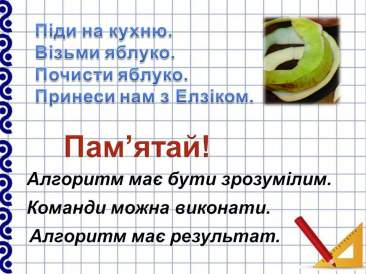 Піди на кухню.
Візьми яблуко.
Почисти яблуко.
Принеси нам з Елзіком.
Пам’ятай!
Алгоритм має бути зрозумілим.
Команди можна виконати.
Алгоритм має результат.